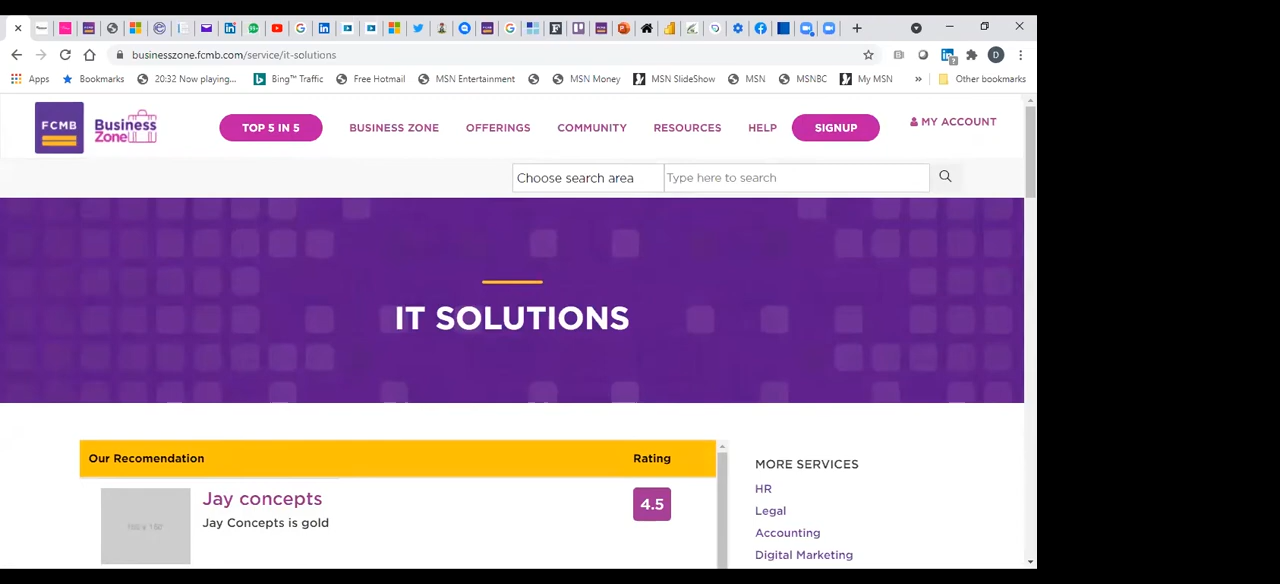 businesszone.fcmb.com/service/it-solutions
Apps Bookmarks 20:32 Now playing... Bing™ Traffic Free Hotmail MSN Entertainment MSN Money MSN SlideShow MSN MSNBC My MSN » Other bookmarks
FCMB Business Zone TOP 5 IN 5 BUSINESS ZONE OFFERINGS COMMUNITY RESOURCES HELP SIGNUP MY ACCOUNT
Choose search area Type here to search
IT SOLUTIONS
Our Recomendation Rating
Jay concepts 4.5
Jay Concepts is gold
MORE SERVICES
HR
Legal
Accounting
Digital Marketing